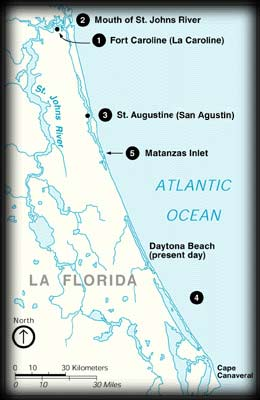 2 Mouth of St. Johns River
1 Fort Caroline (La Caroline)
St. Johns River
3 St. Augustine (San Agustin)
5 Matanzas Inlet
ATLANTIC
OCEAN
Daytona Beach
(present day)
LA FLORIDA
4
North
0 30 Kilometers
0 30 Miles
Cape
Canaveral